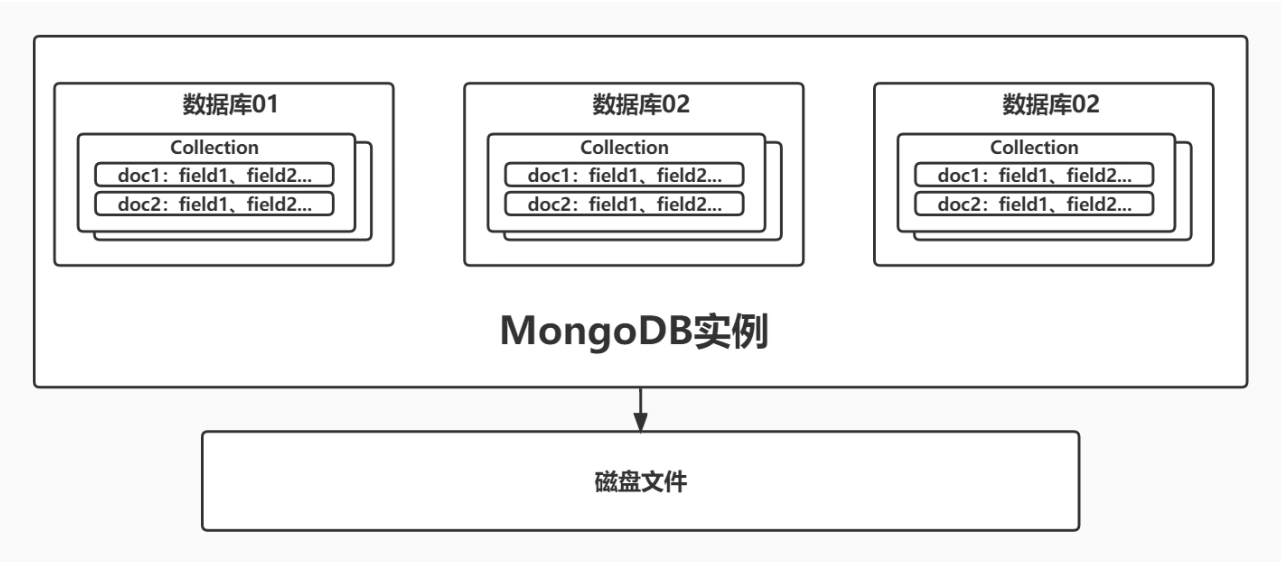 数据库01
Collection
doc1：field1、field2...
doc2：field1、field2...
数据库02
Collection
doc1：field1、field2...
doc2：field1、field2...
数据库02
Collection
doc1：field1、field2...
doc2：field1、field2...
MongoDB实例
磁盘文件